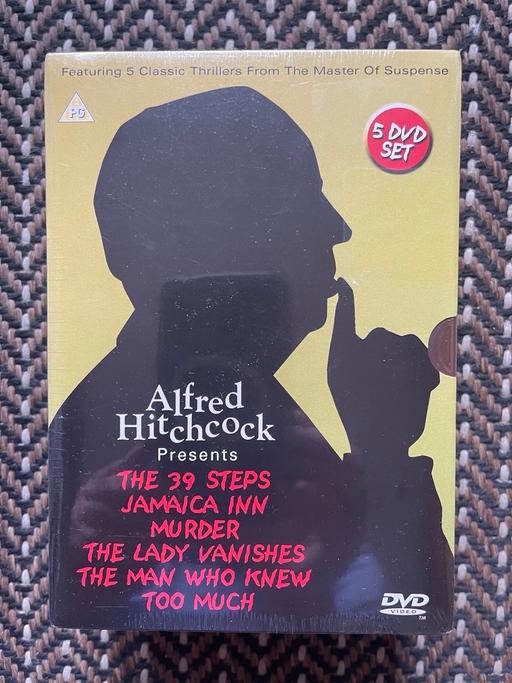 Featuring 5 Classic Thrillers From The Master Of Suspense
PG
5 DVD
SET
Alfred
Hitchcock
Presents
THE 39 STEPS
JAMAICA INN
MURDER
THE LADY VANISHES
THE MAN WHO KNEW
TOO MUCH
DVD
VIDEO
TM